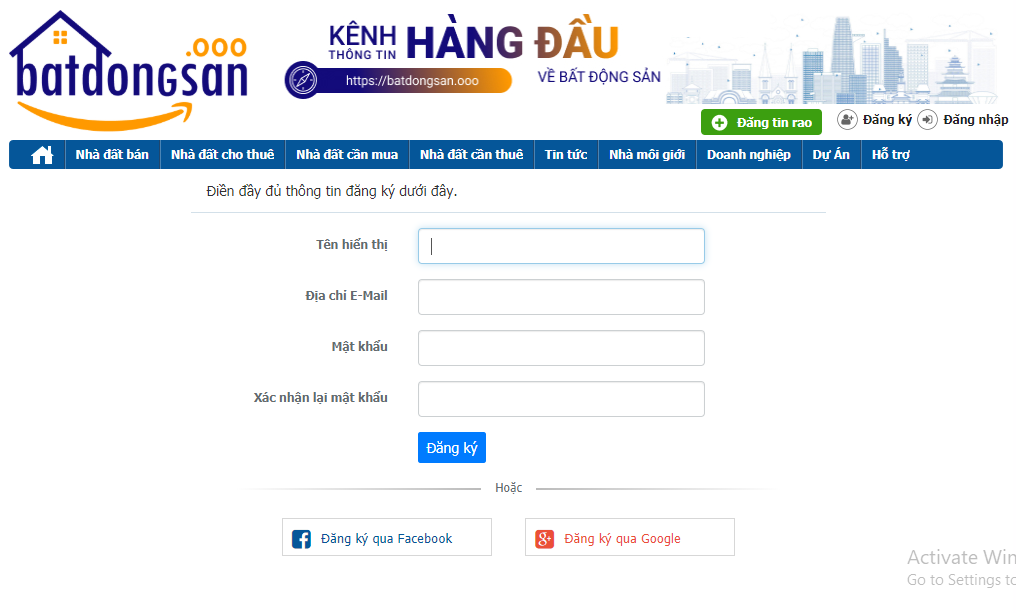 .ooo
batdongsan
KÊNH
THÔNG TIN
HÀNG ĐẦU
https://batdongsan.ooo
VỀ BẤT ĐỘNG SẢN
Đăng tin rao
Đăng ký
Đăng nhập
Nhà đất bán
Nhà đất cho thuê
Nhà đất cần mua
Nhà đất cần thuê
Tin tức
Nhà môi giới
Doanh nghiệp
Dự Án
Hỗ trợ
Điền đầy đủ thông tin đăng ký dưới đây.
Tên hiển thị
Địa chỉ E-Mail
Mật khẩu
Xác nhận lại mật khẩu
Đăng ký
Hoặc
Đăng ký qua Facebook
Đăng ký qua Google
Activate Win
Go to Settings to